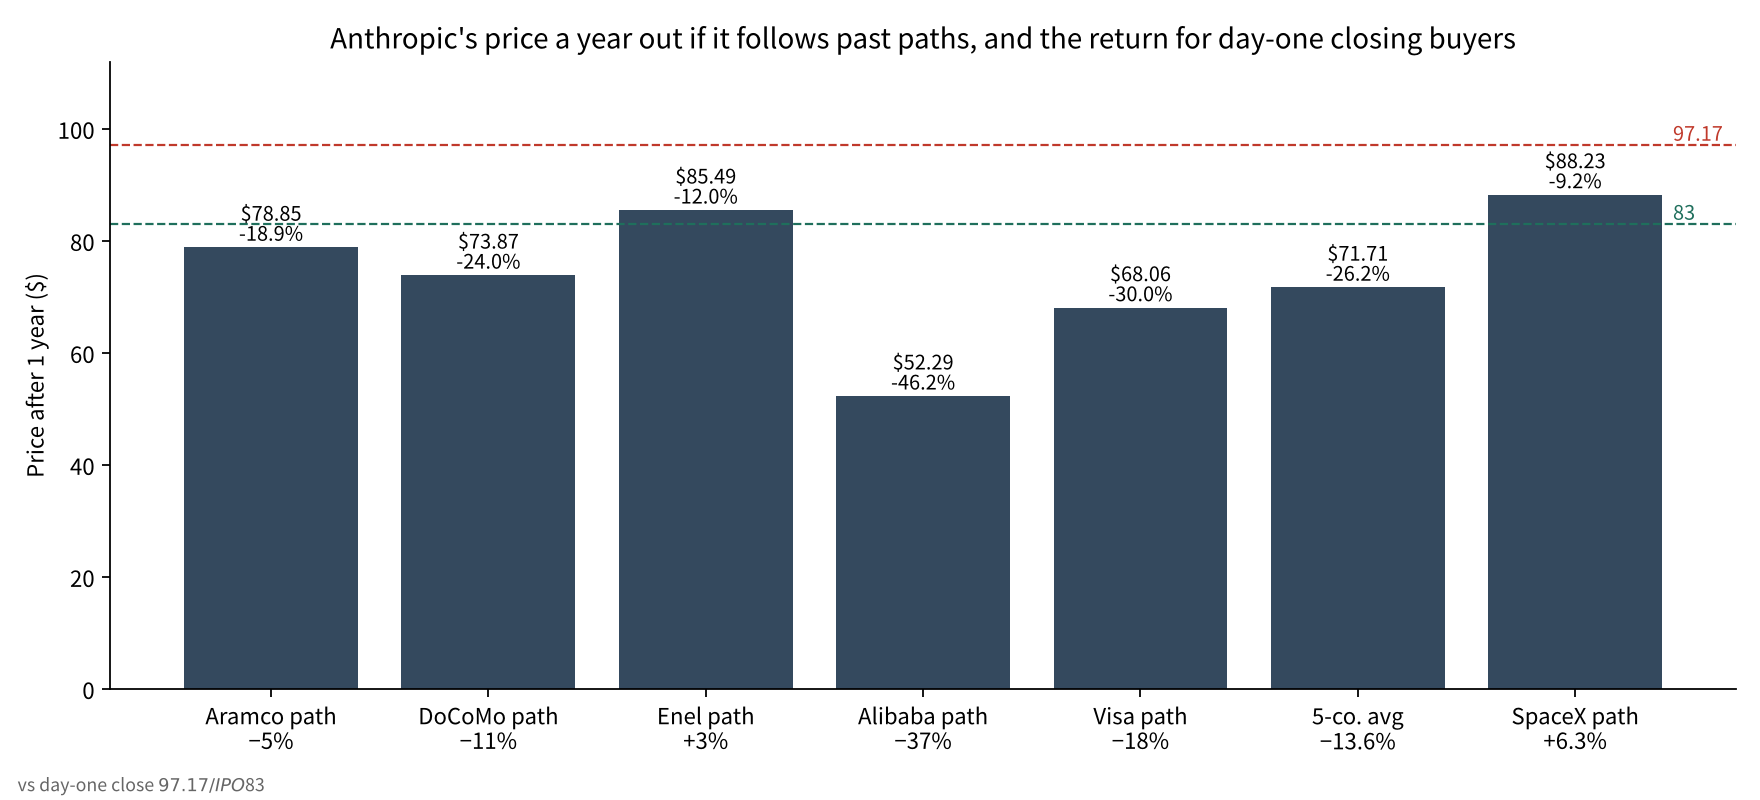 Anthropic's price a year out if it follows past paths, and the return for day-one closing buyers
Price after 1 year ($)
100
80
60
40
20
0
97.17
83
$78.85
-18.9%
$73.87
-24.0%
$85.49
-12.0%
$52.29
-46.2%
$68.06
-30.0%
$71.71
-26.2%
$88.23
-9.2%
Aramco path
−5%
DoCoMo path
−11%
Enel path
+3%
Alibaba path
−37%
Visa path
−18%
5-co. avg
−13.6%
SpaceX path
+6.3%
vs day-one close 97.17/IPO83